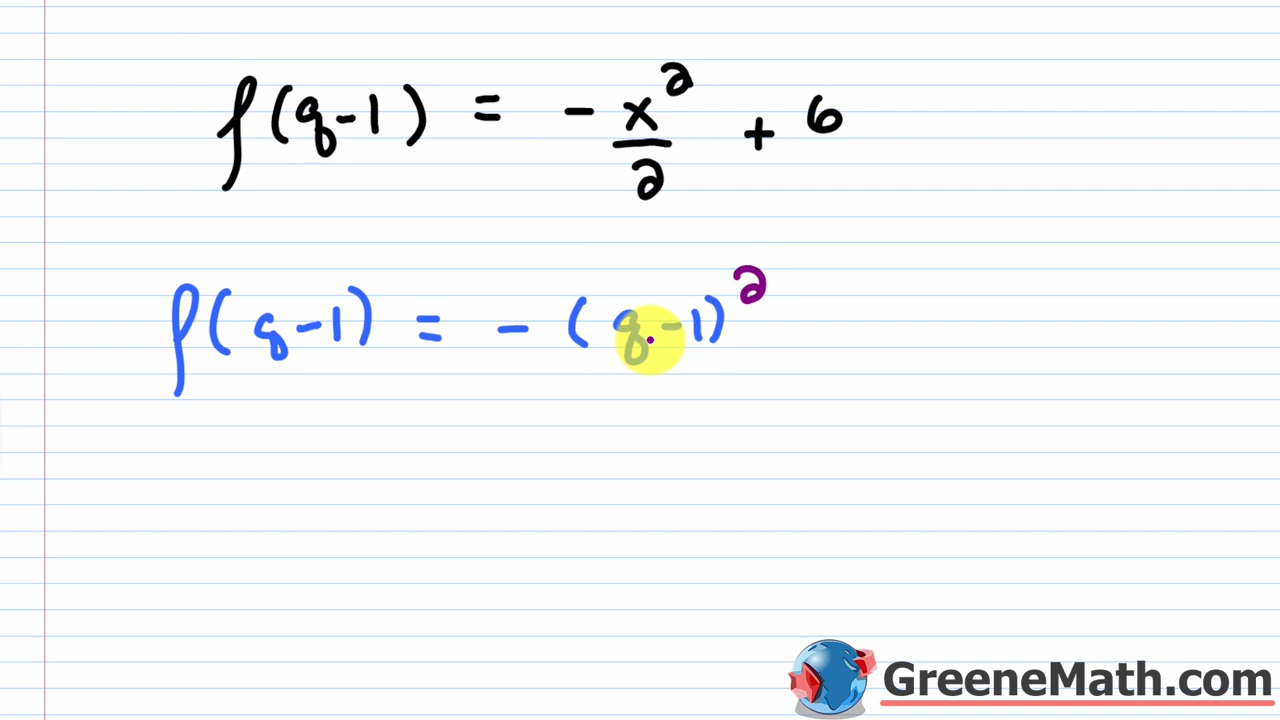 f(q-1) = - x²/2 + 6
f(q-1) = - (q-1)²
GreeneMath.com